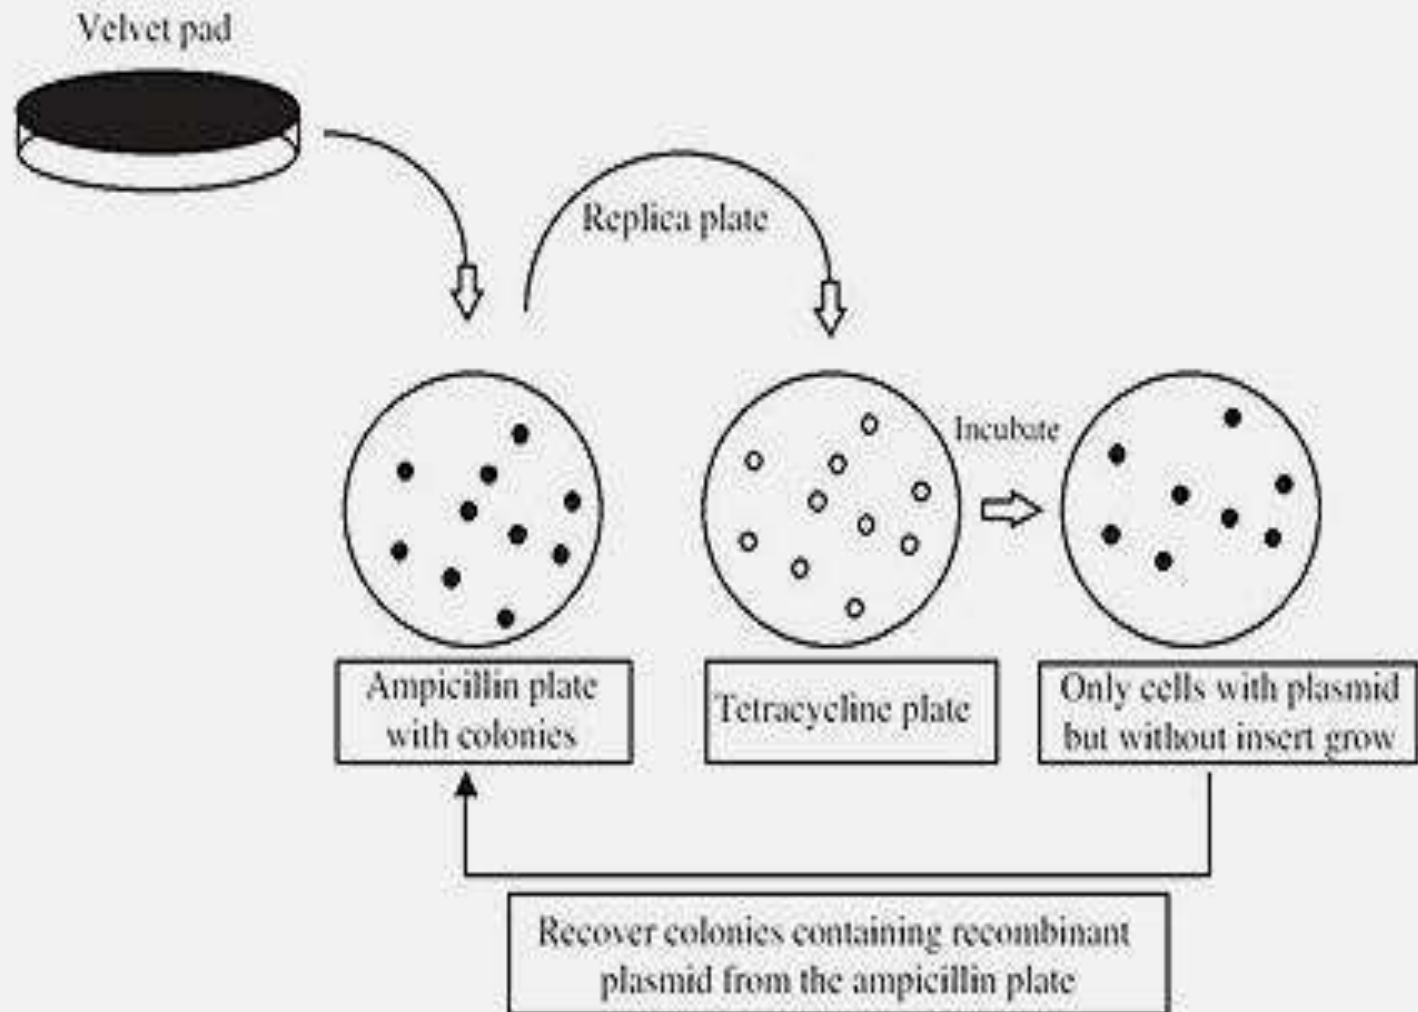 Velvet pad
Replica plate
Incubate
Ampicillin plate
with colonies
Tetracycline plate
Only cells with plasmid
but without insert grow
Recover colonies containing recombinant
plasmid from the ampicillin plate